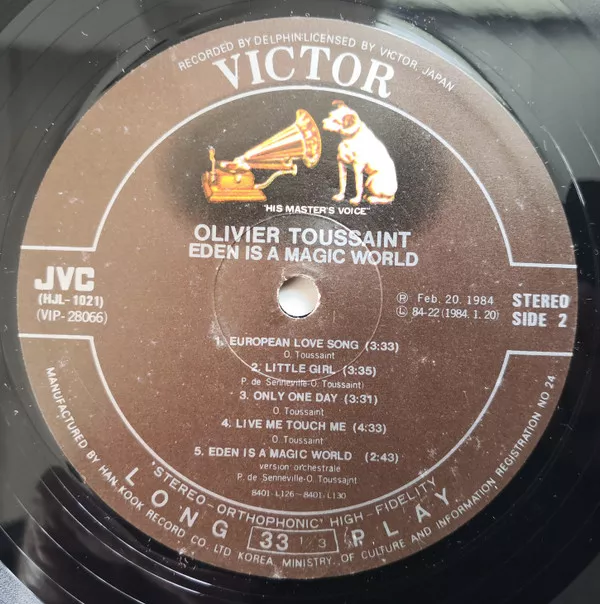 RECORDED BY DELPHIN:LICENSED BY VICTOR, JAPAN
VICTOR
"HIS MASTER'S VOICE"
OLIVIER TOUSSAINT
EDEN IS A MAGIC WORLD
JVC
(HJL-1021)
(VIP-28066)
Ⓟ Feb. 20. 1984
Ⓛ 84-22 (1984. 1. 20)
STEREO
SIDE 2
1. EUROPEAN LOVE SONG (3:33)
O. Toussaint
2. LITTLE GIRL (3:35)
P. de Senneville-O. Toussaint)
3. ONLY ONE DAY (3:31)
O. Toussaint
4. LIVE ME TOUCH ME (4:33)
O. Toussaint
5. EDEN IS A MAGIC WORLD (2:43)
version orchestrale
P. de Senneville-O. Toussaint
8401-L126-8401-L130
'STEREO-ORTHOPHONIC' HIGH-FIDELITY
LONG 33 1/3 PLAY
MANUFACTURED BY HAN KOOK RECORD CO. LTD KOREA, MINISTRY OF CULTURE AND INFORMATION REGISTRATION NO 24